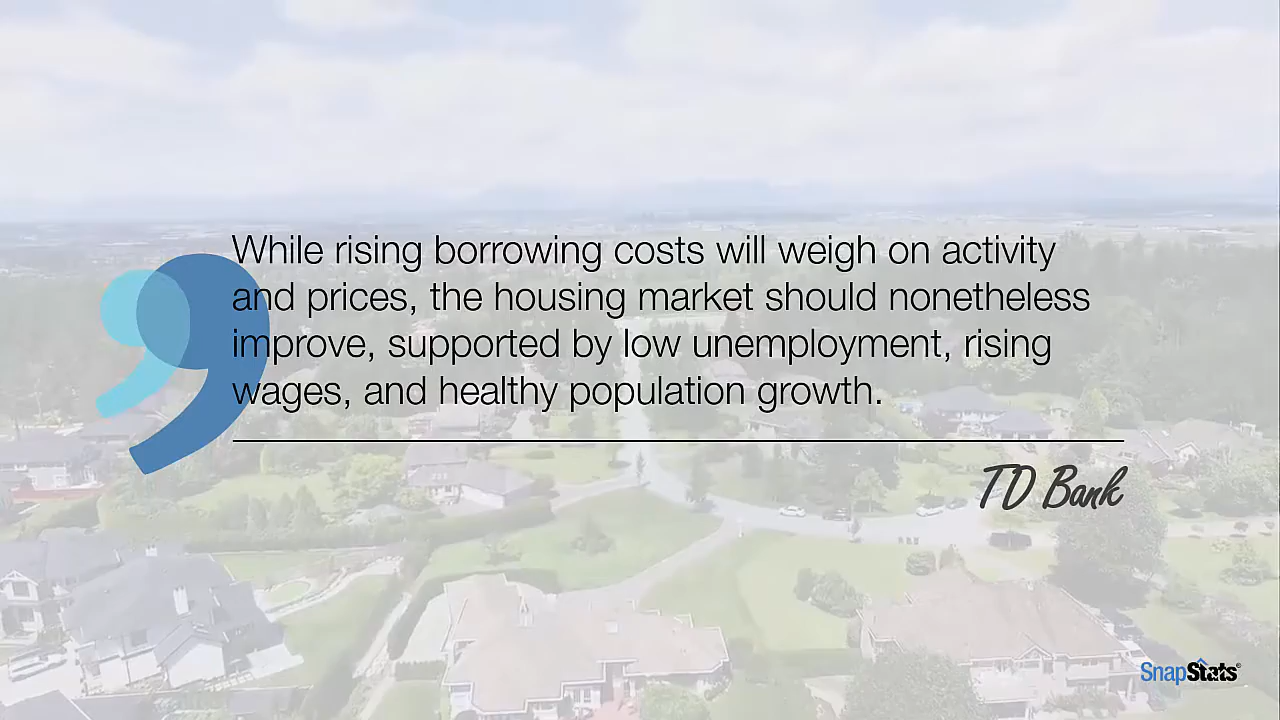 While rising borrowing costs will weigh on activity
and prices, the housing market should nonetheless
improve, supported by low unemployment, rising
wages, and healthy population growth.
TD Bank
SnapStats®